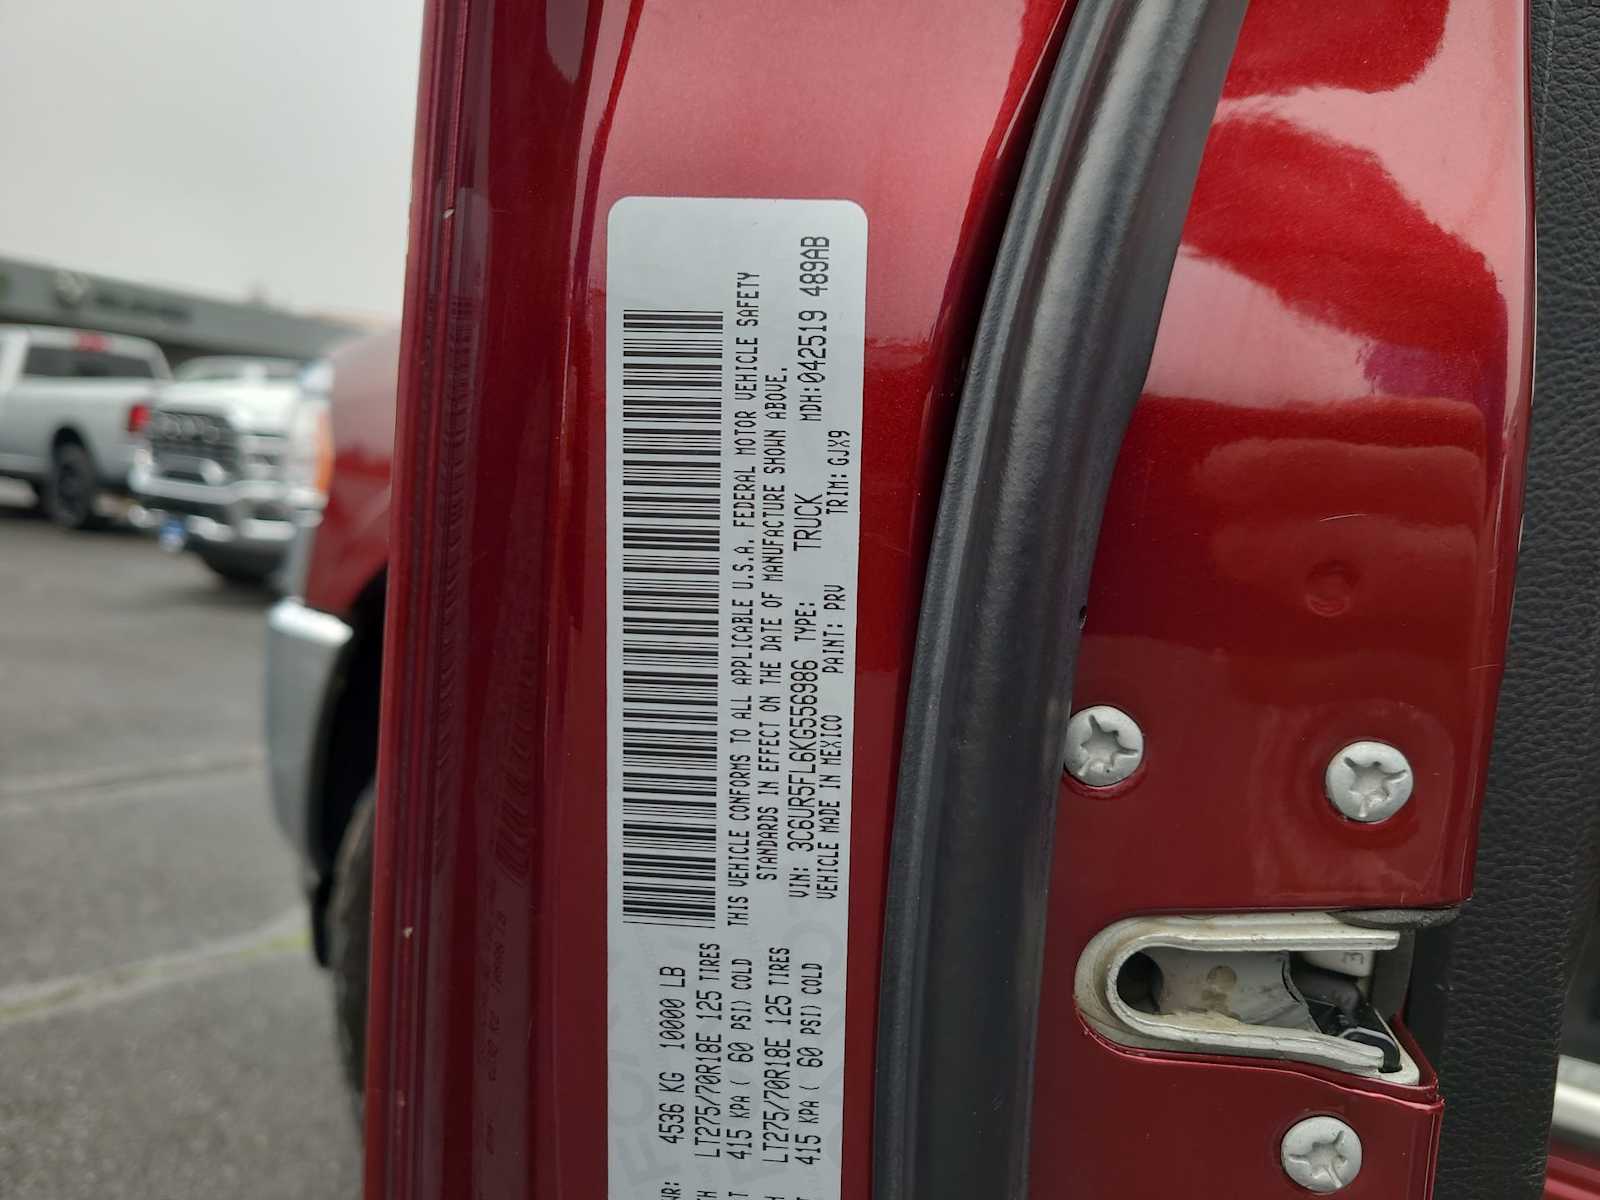 4536 KG 10000 LB
LT275/70R18E 125 TIRES
415 KPA ( 60 PSI) COLD
LT275/70R18E 125 TIRES
415 KPA ( 60 PSI) COLD
THIS VEHICLE CONFORMS TO ALL APPLICABLE U.S.A. FEDERAL MOTOR VEHICLE SAFETY
STANDARDS IN EFFECT ON THE DATE OF MANUFACTURE SHOWN ABOVE.
VIN: 3C6UR5FL6KG556986 TYPE: TRUCK MDH:042519 489AB
VEHICLE MADE IN MEXICO PAINT: PRV TRIM: GJX9